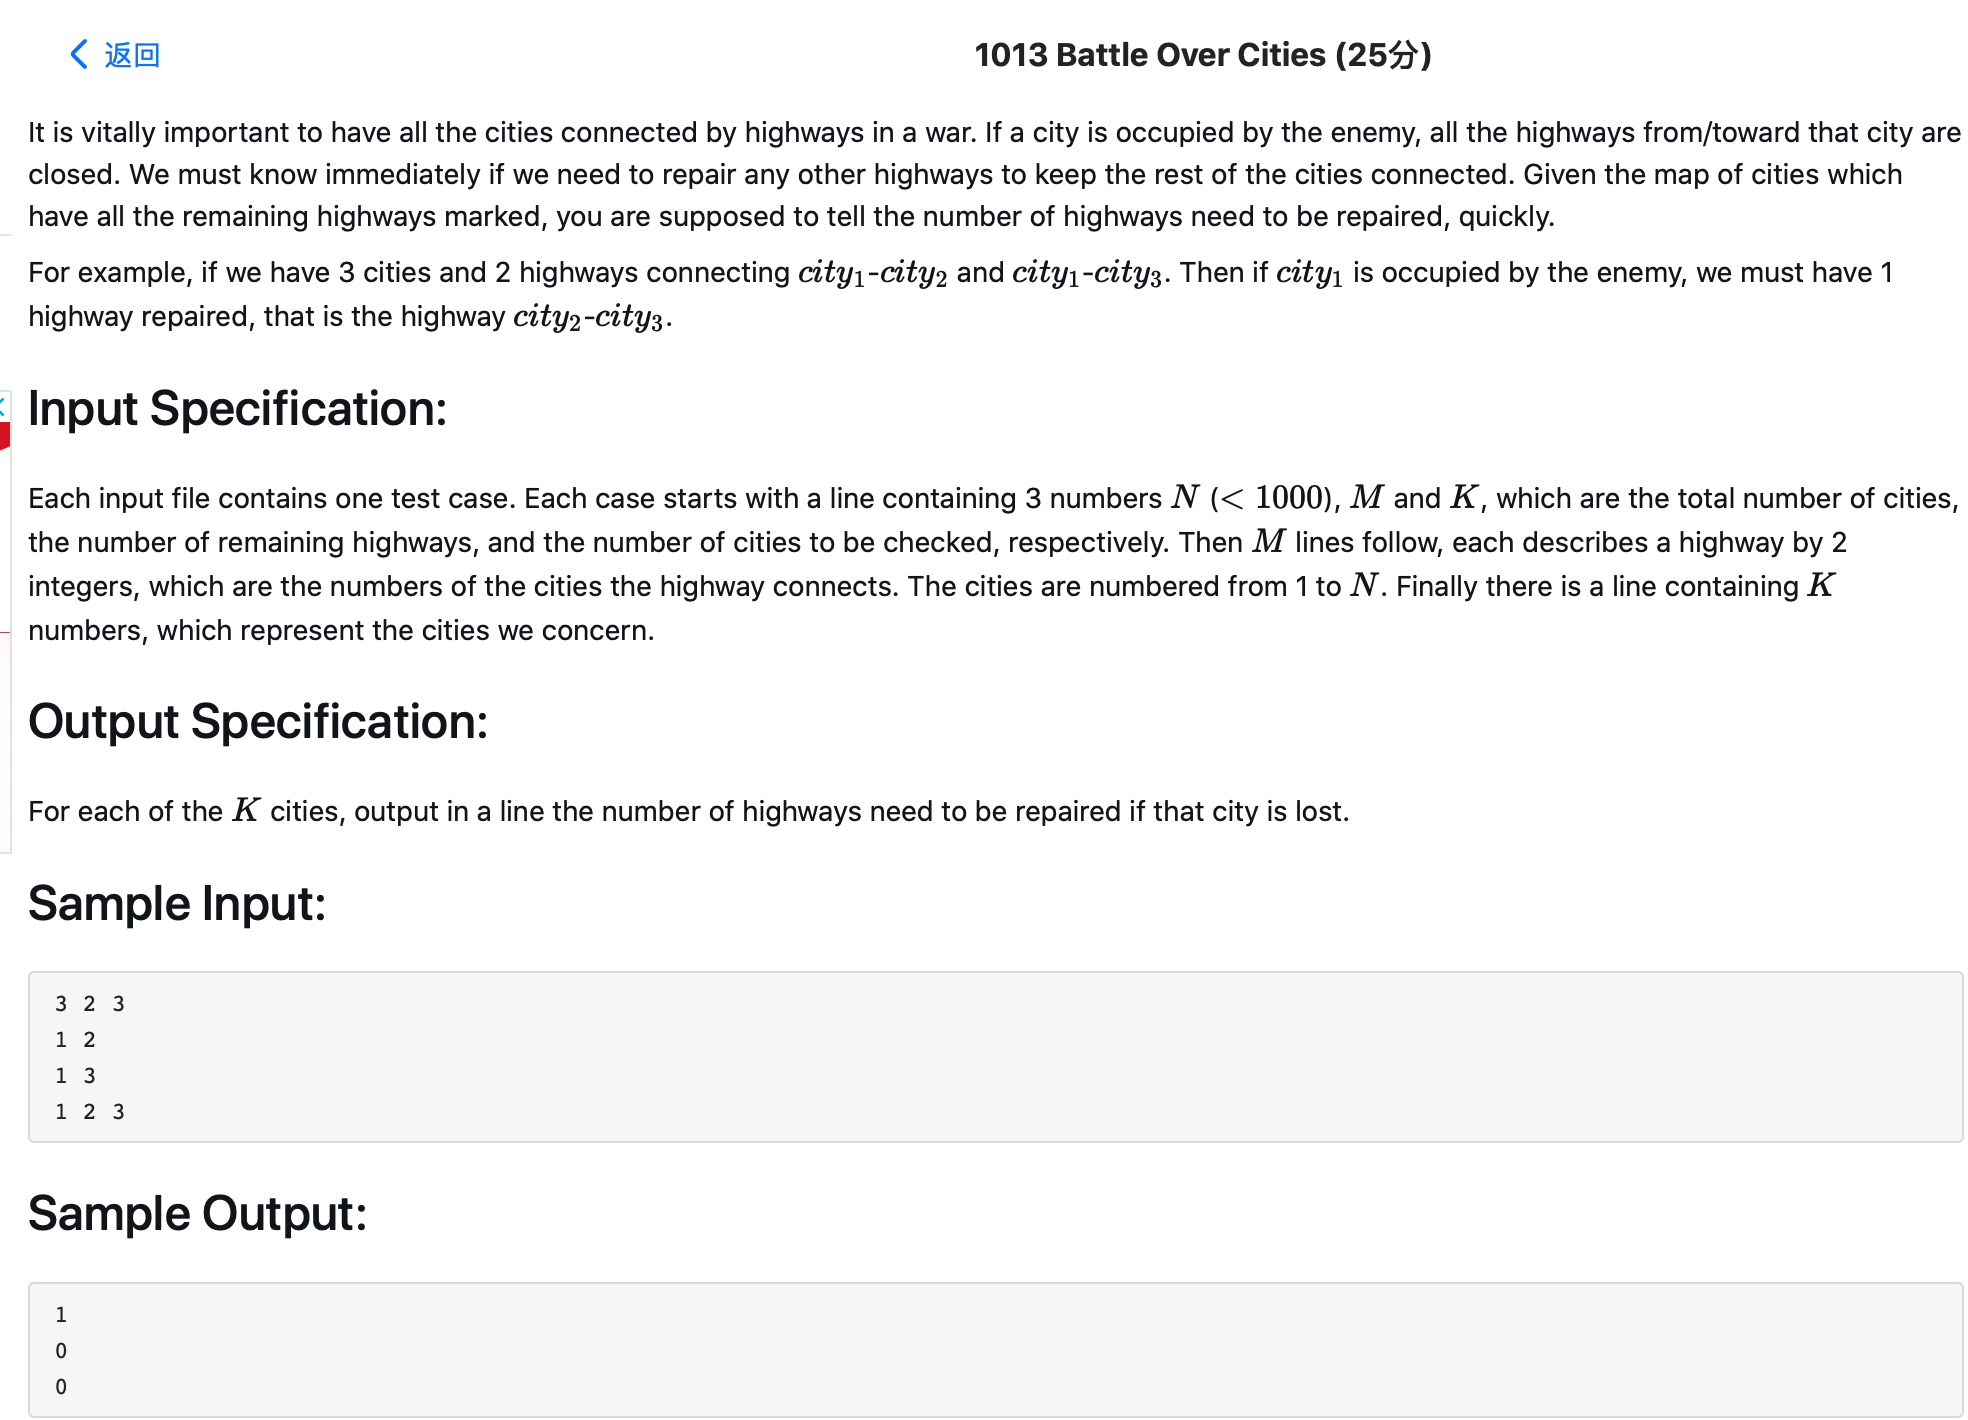 返回
1013 Battle Over Cities (25分)
It is vitally important to have all the cities connected by highways in a war. If a city is occupied by the enemy, all the highways from/toward that city are
closed. We must know immediately if we need to repair any other highways to keep the rest of the cities connected. Given the map of cities which
have all the remaining highways marked, you are supposed to tell the number of highways need to be repaired, quickly.
For example, if we have 3 cities and 2 highways connecting city₁-city₂ and city₁-city₃. Then if city₁ is occupied by the enemy, we must have 1
highway repaired, that is the highway city₂-city₃.
Input Specification:
Each input file contains one test case. Each case starts with a line containing 3 numbers N (< 1000), M and K, which are the total number of cities,
the number of remaining highways, and the number of cities to be checked, respectively. Then M lines follow, each describes a highway by 2
integers, which are the numbers of the cities the highway connects. The cities are numbered from 1 to N. Finally there is a line containing K
numbers, which represent the cities we concern.
Output Specification:
For each of the K cities, output in a line the number of highways need to be repaired if that city is lost.
Sample Input:
3 2 3
1 2
1 3
1 2 3
Sample Output:
1
0
0